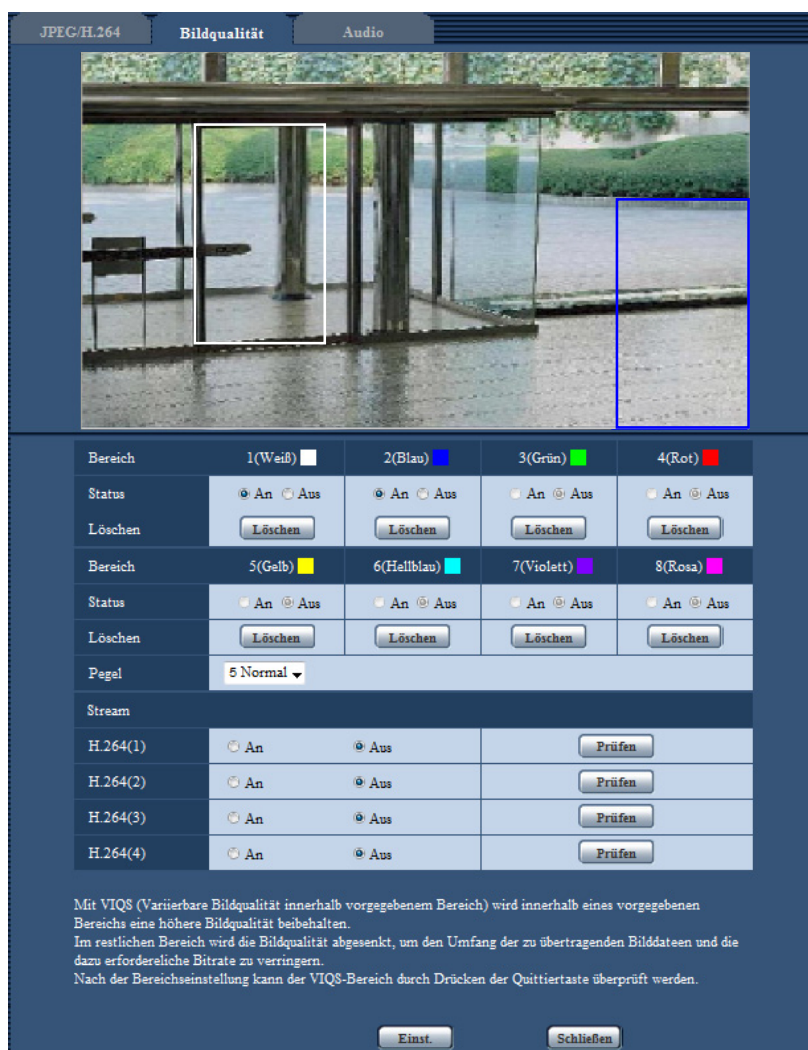 JPEG/H.264 Bildqualität Audio
Bereich 1(Weiß) 2(Blau) 3(Grün) 4(Rot)
Status An Aus An Aus An Aus An Aus
Löschen Löschen Löschen Löschen Löschen
Bereich 5(Gelb) 6(Hellblau) 7(Violett) 8(Rosa)
Status An Aus An Aus An Aus An Aus
Löschen Löschen Löschen Löschen Löschen
Pegel 5 Normal
Stream
H.264(1) An Aus Prüfen
H.264(2) An Aus Prüfen
H.264(3) An Aus Prüfen
H.264(4) An Aus Prüfen
Mit VIQS (Variierbare Bildqualität innerhalb vorgegebenem Bereich) wird innerhalb eines vorgegebenen
Bereichs eine höhere Bildqualität beibehalten.
Im restlichen Bereich wird die Bildqualität abgesenkt, um den Umfang der zu übertragenden Bilddateen und die
dazu erfordereliche Bitrate zu verringern.
Nach der Bereichseinstellung kann der VIQS-Bereich durch Drücken der Quittiertaste überprüft werden.
Einst. Schließen